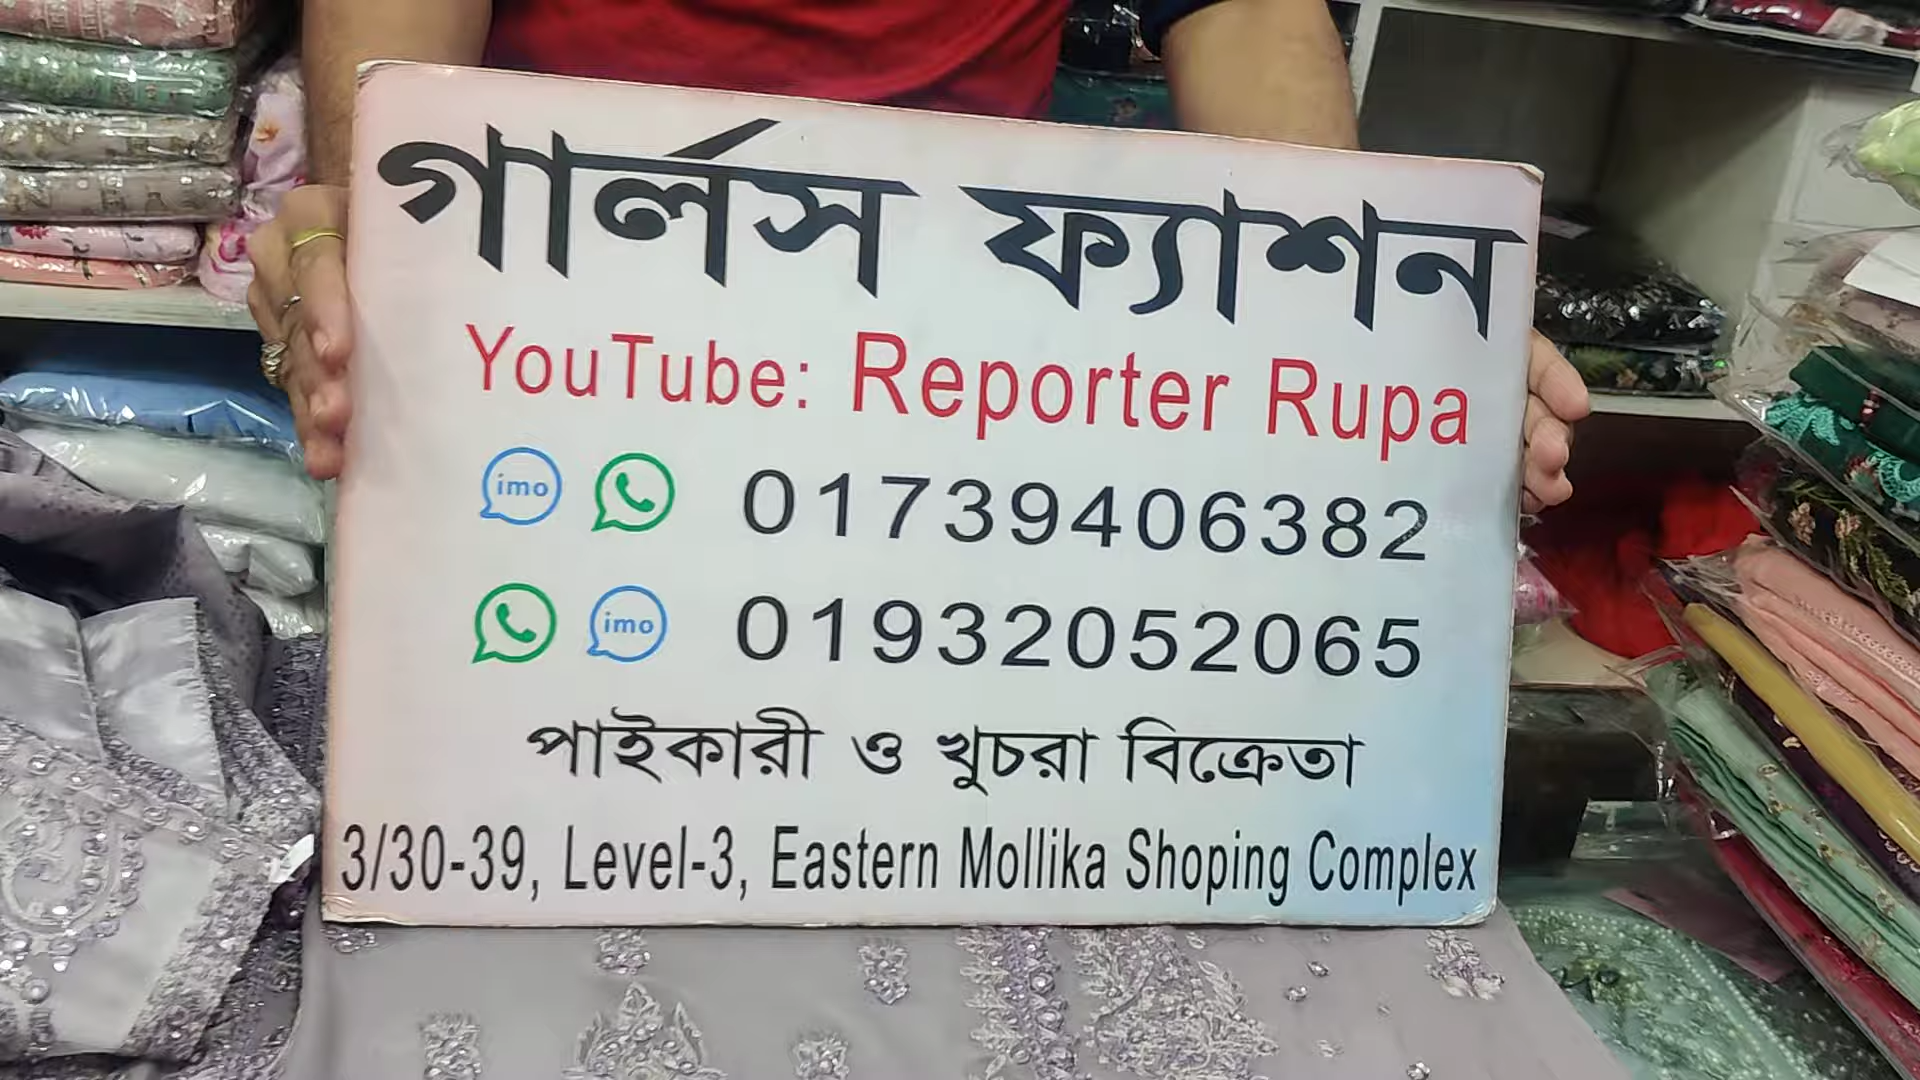 গার্লস ফ্যাশন
YouTube: Reporter Rupa
imo 01739406382
imo 01932052065
পাইকারী ও খুচরা বিক্রেতা
3/30-39, Level-3, Eastern Mollika Shoping Complex